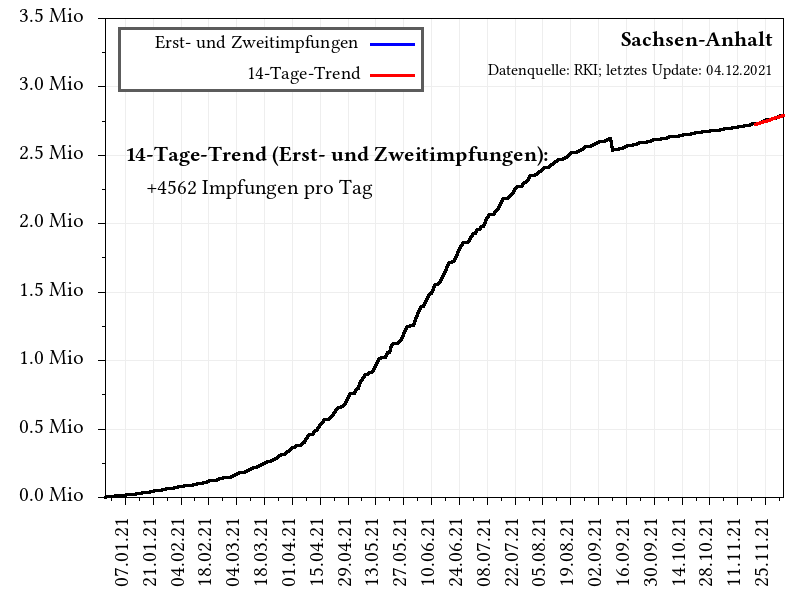 3.5 Mio
3.0 Mio
2.5 Mio
2.0 Mio
1.5 Mio
1.0 Mio
0.5 Mio
0.0 Mio
Erst- und Zweitimpfungen
14-Tage-Trend
Sachsen-Anhalt
Datenquelle: RKI; letztes Update: 04.12.2021
14-Tage-Trend (Erst- und Zweitimpfungen):
+4562 Impfungen pro Tag
07.01.21
21.01.21
04.02.21
18.02.21
04.03.21
18.03.21
01.04.21
15.04.21
29.04.21
13.05.21
27.05.21
10.06.21
24.06.21
08.07.21
22.07.21
05.08.21
19.08.21
02.09.21
16.09.21
30.09.21
14.10.21
28.10.21
11.11.21
25.11.21